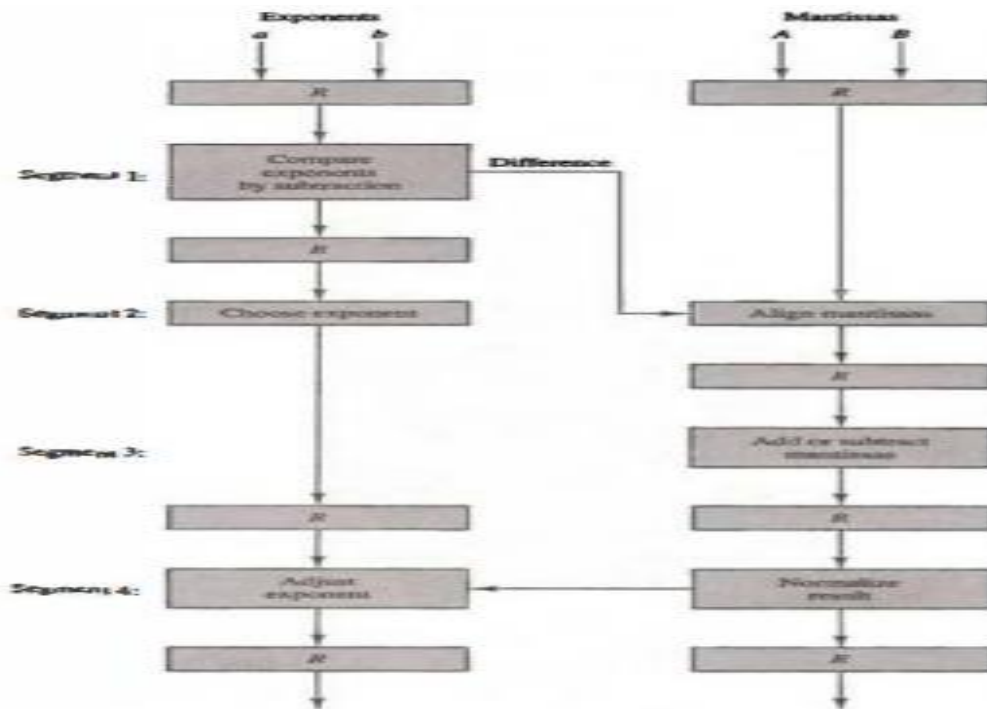 Exponents
a b
Mantissas
A B
R
R
Segment 1:
Compare
exponents
by subtraction
Difference
R
Segment 2:
Choose exponent
Align mantissas
R
Segment 3:
Add or subtract
mantissas
R
R
Segment 4:
Adjust
exponent
Normalize
result
R
R